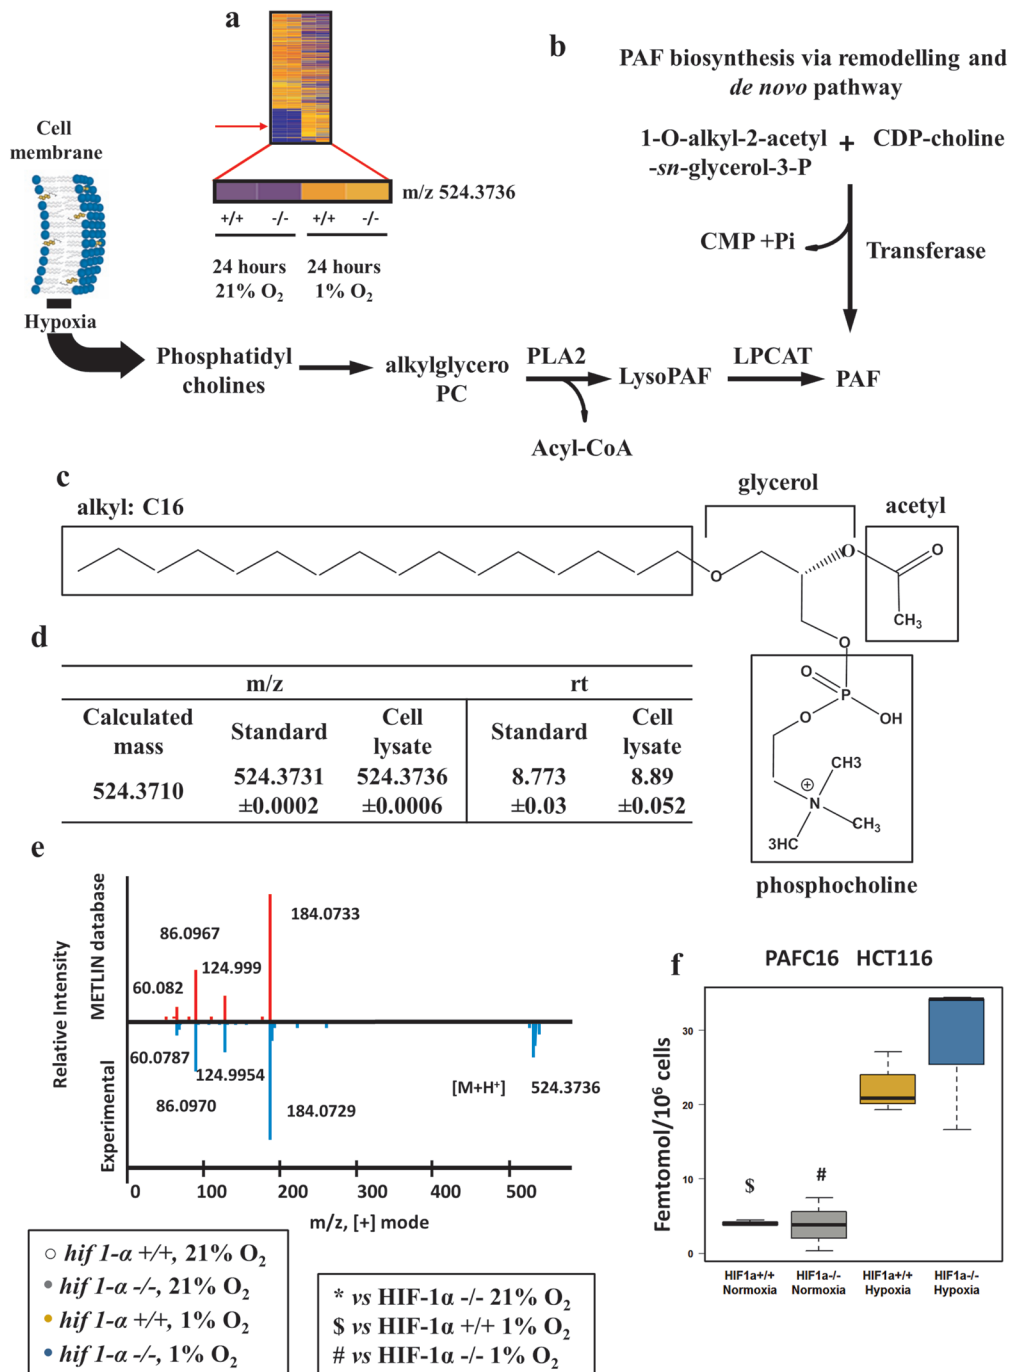 a
m/z 524.3736
+/+ -/- +/+ -/-
24 hours 24 hours
21% O2 1% O2
Cell
membrane
Hypoxia
b
PAF biosynthesis via remodelling and
de novo pathway
1-O-alkyl-2-acetyl + CDP-choline
-sn-glycerol-3-P
CMP +Pi
Transferase
Phosphatidyl
cholines
alkylglycero
PC
PLA2
Acyl-CoA
LysoPAF
LPCAT
PAF
c
alkyl: C16
glycerol
acetyl
O
O
O
CH3
O
O
P
OH
O
CH3
N
CH3
3HC
phosphocholine
d
m/z rt
Calculated Standard Cell Standard Cell
mass lysate lysate
524.3710 524.3731 524.3736 8.773 8.89
±0.0002 ±0.0006 ±0.03 ±0.052
e
Relative Intensity
METLIN database
Experimental
184.0733
86.0967
124.999
60.082
60.0787
124.9954
86.0970
184.0729
[M+H+] 524.3736
0 100 200 300 400 500
m/z, [+] mode
○ hif 1-α +/+, 21% O2
● hif 1-α -/-, 21% O2
● hif 1-α +/+, 1% O2
● hif 1-α -/-, 1% O2
* vs HIF-1α -/- 21% O2
$ vs HIF-1α +/+ 1% O2
# vs HIF-1α -/- 1% O2
f
PAFC16 HCT116
Femtomol/10⁶ cells
30
20
10
0
$
#
HIF1a+/+ HIF1a-/- HIF1a+/+ HIF1a-/-
Normoxia Normoxia Hypoxia Hypoxia